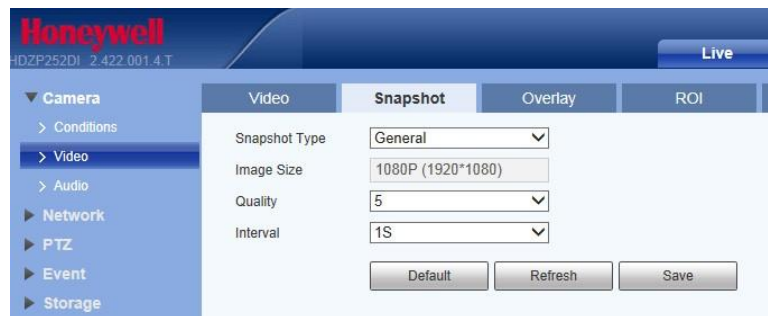 Honeywell
HDZP252DI 2.422.001.4.T
Live
Camera
Conditions
Video
Audio
Network
PTZ
Event
Storage
Video
Snapshot
Overlay
ROI
Snapshot Type
General
Image Size
1080P (1920*1080)
Quality
5
Interval
1S
Default
Refresh
Save